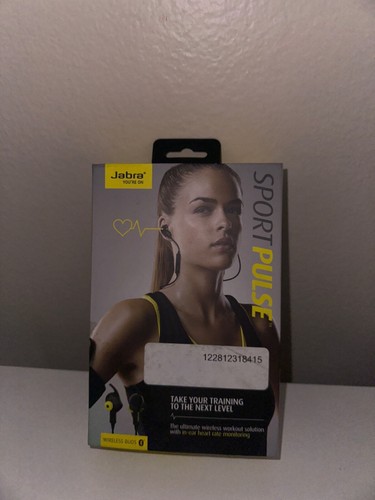 Jabra
YOU'RE ON
SPORT PULSE
122812318415
TAKE YOUR TRAINING
TO THE NEXT LEVEL
The ultimate wireless workout solution
with in-ear heart rate monitoring
WIRELESS BUDS